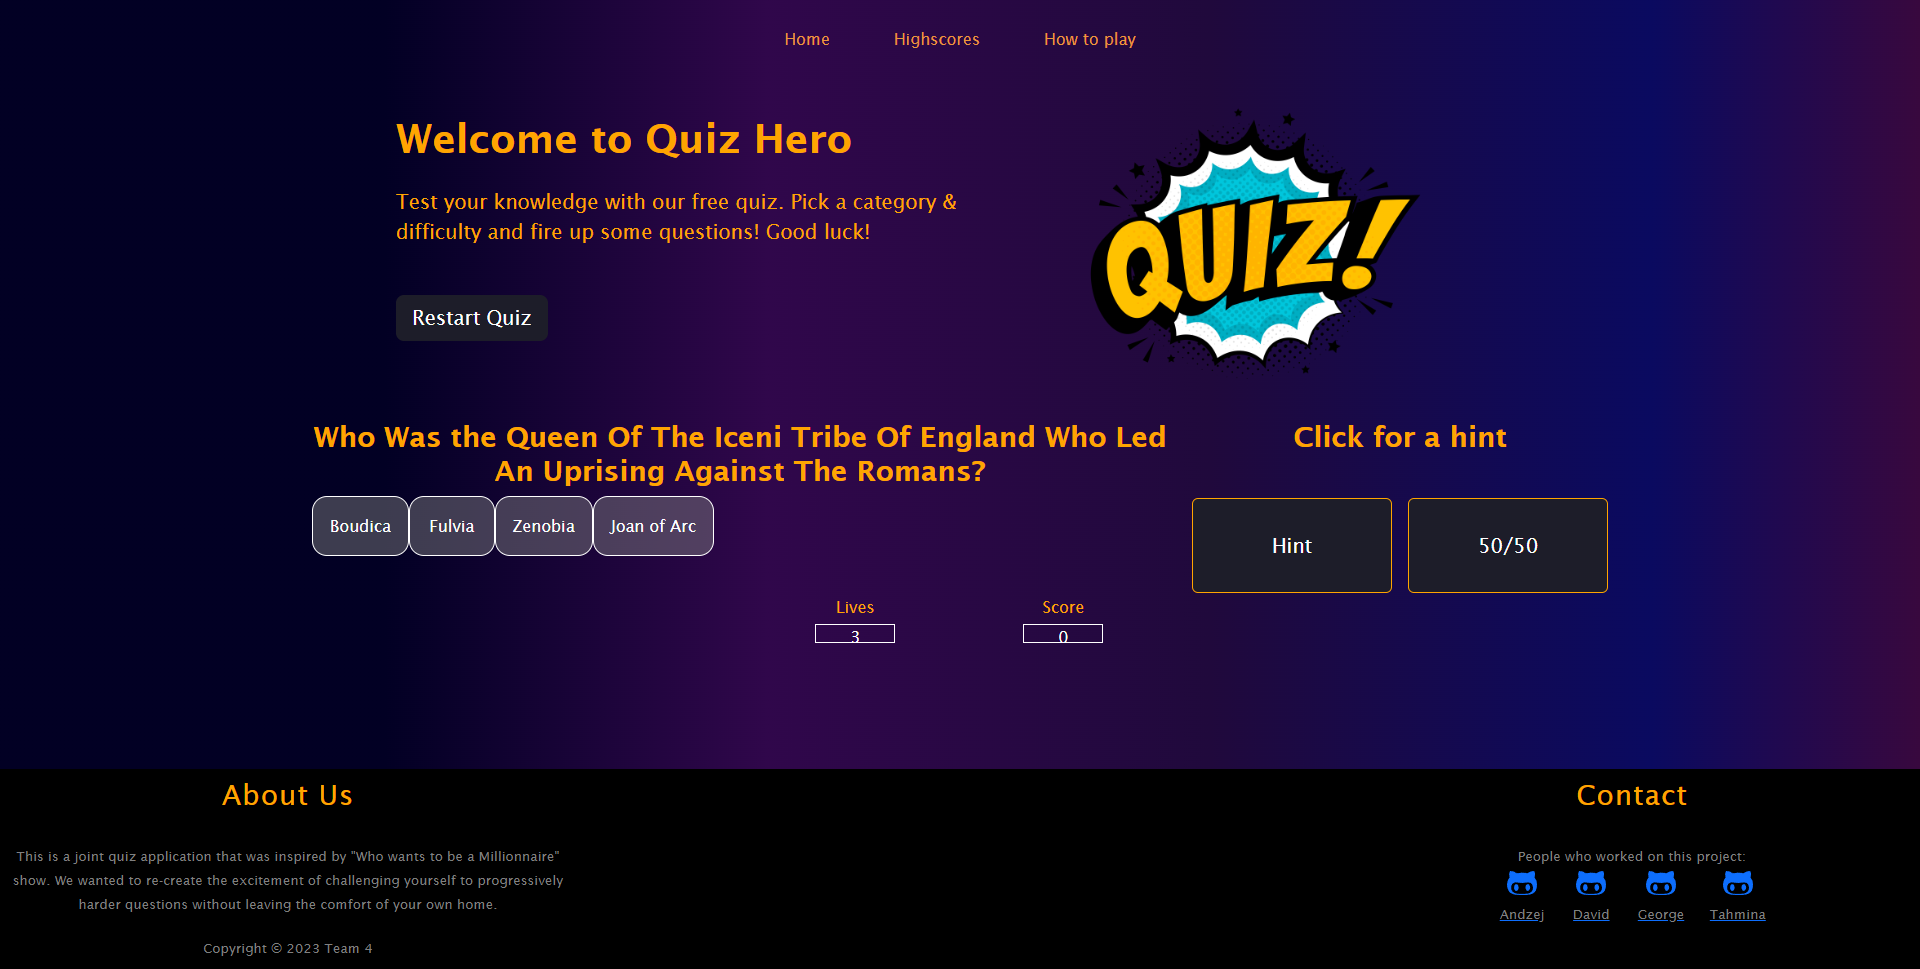 Home Highscores How to play
Welcome to Quiz Hero
Test your knowledge with our free quiz. Pick a category &
difficulty and fire up some questions! Good luck!
Restart Quiz
QUIZ!
Who Was the Queen Of The Iceni Tribe Of England Who Led
An Uprising Against The Romans?
Boudica Fulvia Zenobia Joan of Arc
Click for a hint
Hint 50/50
Lives Score
3 0
About Us
This is a joint quiz application that was inspired by "Who wants to be a Millionnaire"
show. We wanted to re-create the excitement of challenging yourself to progressively
harder questions without leaving the comfort of your own home.
Copyright © 2023 Team 4
Contact
People who worked on this project:
Andzej David George Tahmina